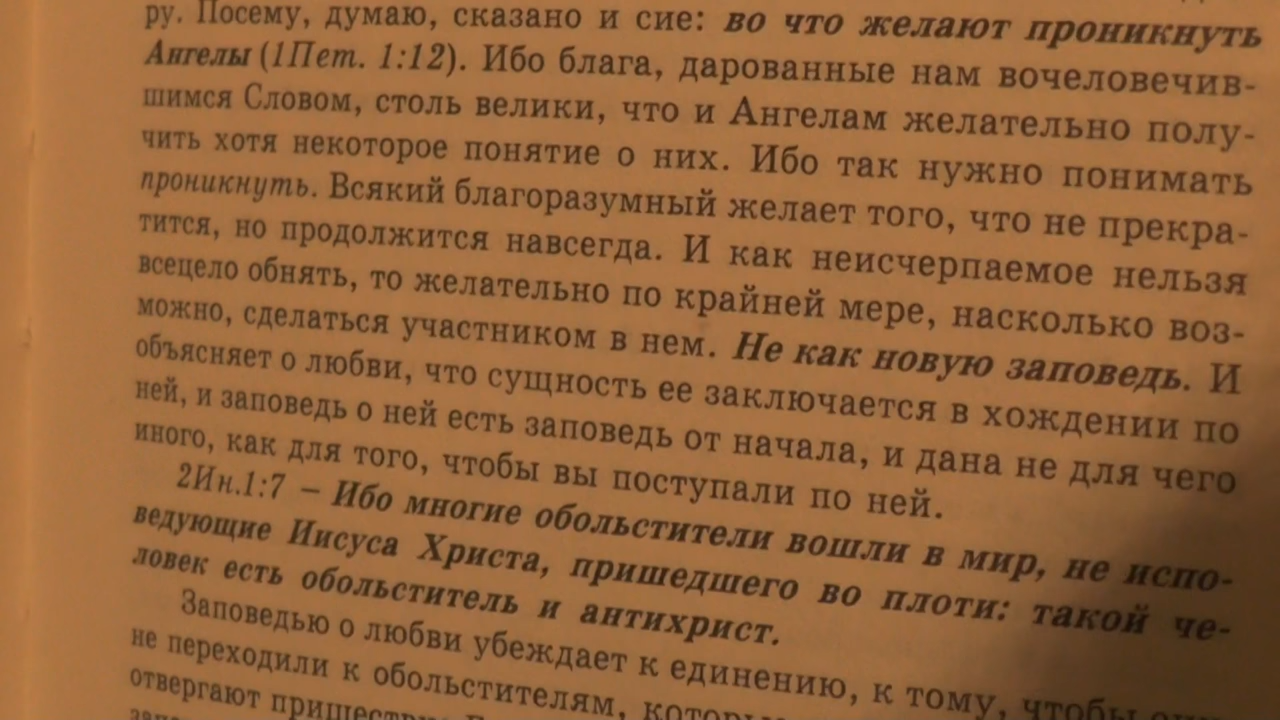 ру. Посему, думаю, сказано и сие: во что желают проникнуть
Ангелы (1Пет. 1:12). Ибо блага, дарованные нам вочеловечив-
шимся Словом, столь велики, что и Ангелам желательно полу-
чить хотя некоторое понятие о них. Ибо так нужно понимать
проникнуть. Всякий благоразумный желает того, что не прекра-
тится, но продолжится навсегда. И как неисчерпаемое нельзя
всецело обнять, то желательно по крайней мере, насколько воз-
можно, сделаться участником в нем. Не как новую заповедь. И
объясняет о любви, что сущность ее заключается в хождении по
ней, и заповедь о ней есть заповедь от начала, и дана не для чего
иного, как для того, чтобы вы поступали по ней.
2Ин.1:7 – Ибо многие обольстители вошли в мир, не испо-
ведующие Иисуса Христа, пришедшего во плоти: такой че-
ловек есть обольститель и антихрист.
Заповедью о любви убеждает к единению, к тому, чтобы
не переходили к обольстителям,
отвергают